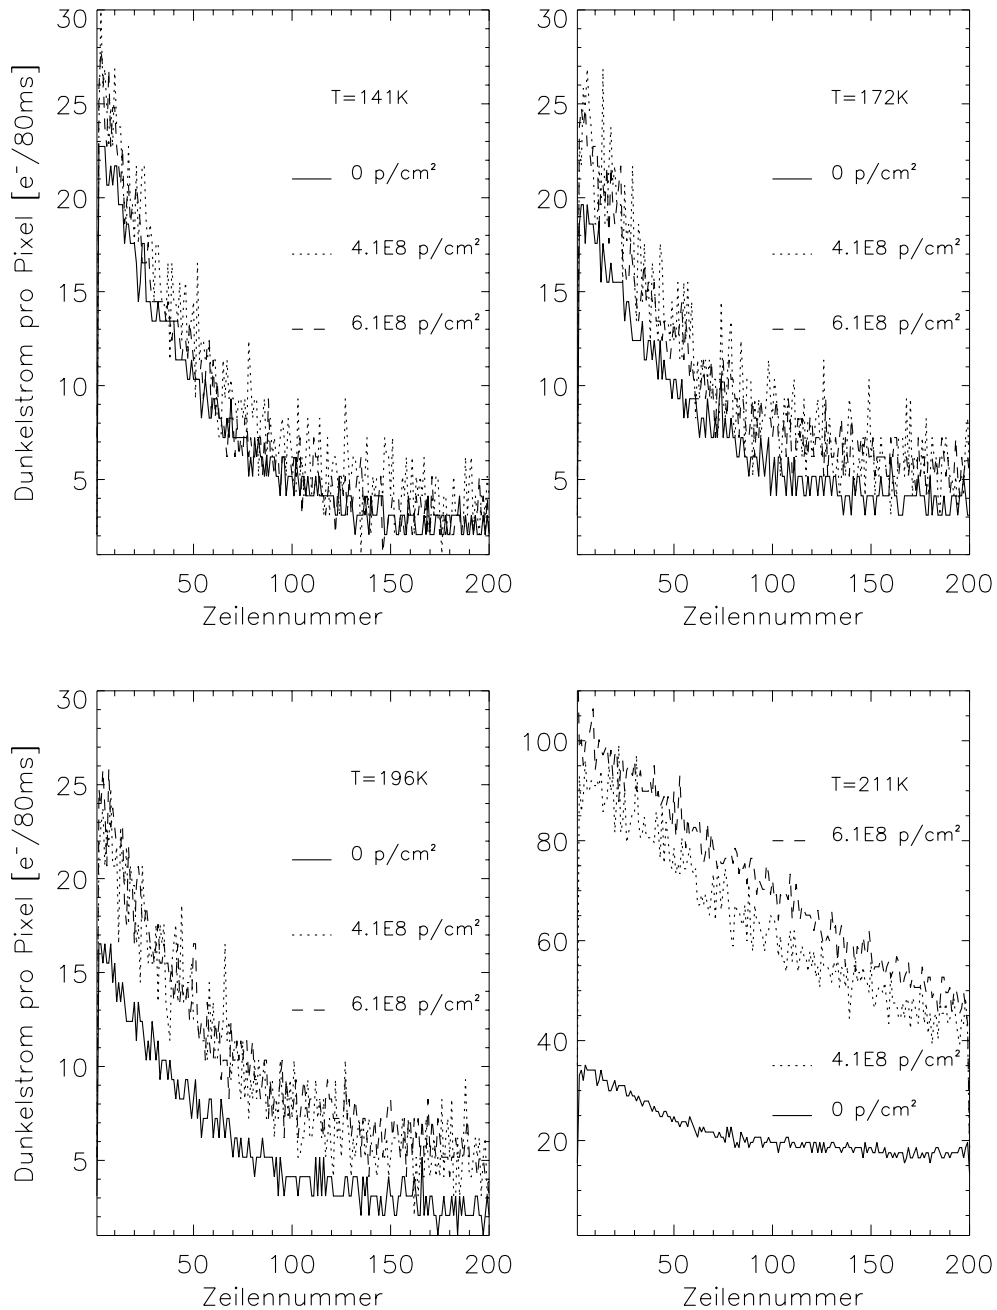 30
25
20
15
10
5
Dunkelstrom pro Pixel [e⁻/80ms]
T=141K
0 p/cm²
4.1E8 p/cm²
6.1E8 p/cm²
50 100 150 200
Zeilennummer
30
25
20
15
10
5
T=172K
0 p/cm²
4.1E8 p/cm²
6.1E8 p/cm²
50 100 150 200
Zeilennummer
30
25
20
15
10
5
Dunkelstrom pro Pixel [e⁻/80ms]
T=196K
0 p/cm²
4.1E8 p/cm²
6.1E8 p/cm²
50 100 150 200
Zeilennummer
100
80
60
40
20
T=211K
6.1E8 p/cm²
4.1E8 p/cm²
0 p/cm²
50 100 150 200
Zeilennummer